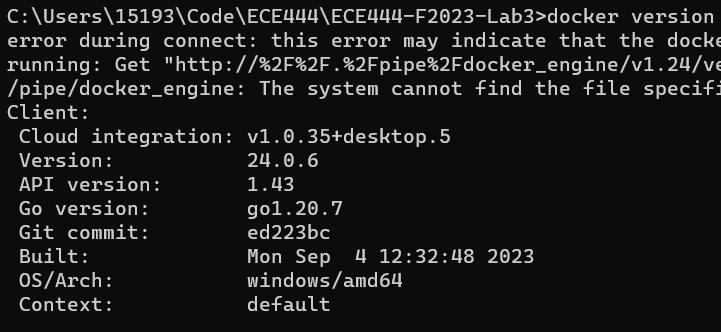 C:\Users\15193\Code\ECE444\ECE444-F2023-Lab3>docker version
error during connect: this error may indicate that the docke
running: Get "http://%2F%2F.%2Fpipe%2Fdocker_engine/v1.24/ve
/pipe/docker_engine: The system cannot find the file specifi
Client:
Cloud integration: v1.0.35+desktop.5
Version: 24.0.6
API version: 1.43
Go version: go1.20.7
Git commit: ed223bc
Built: Mon Sep  4 12:32:48 2023
OS/Arch: windows/amd64
Context: default